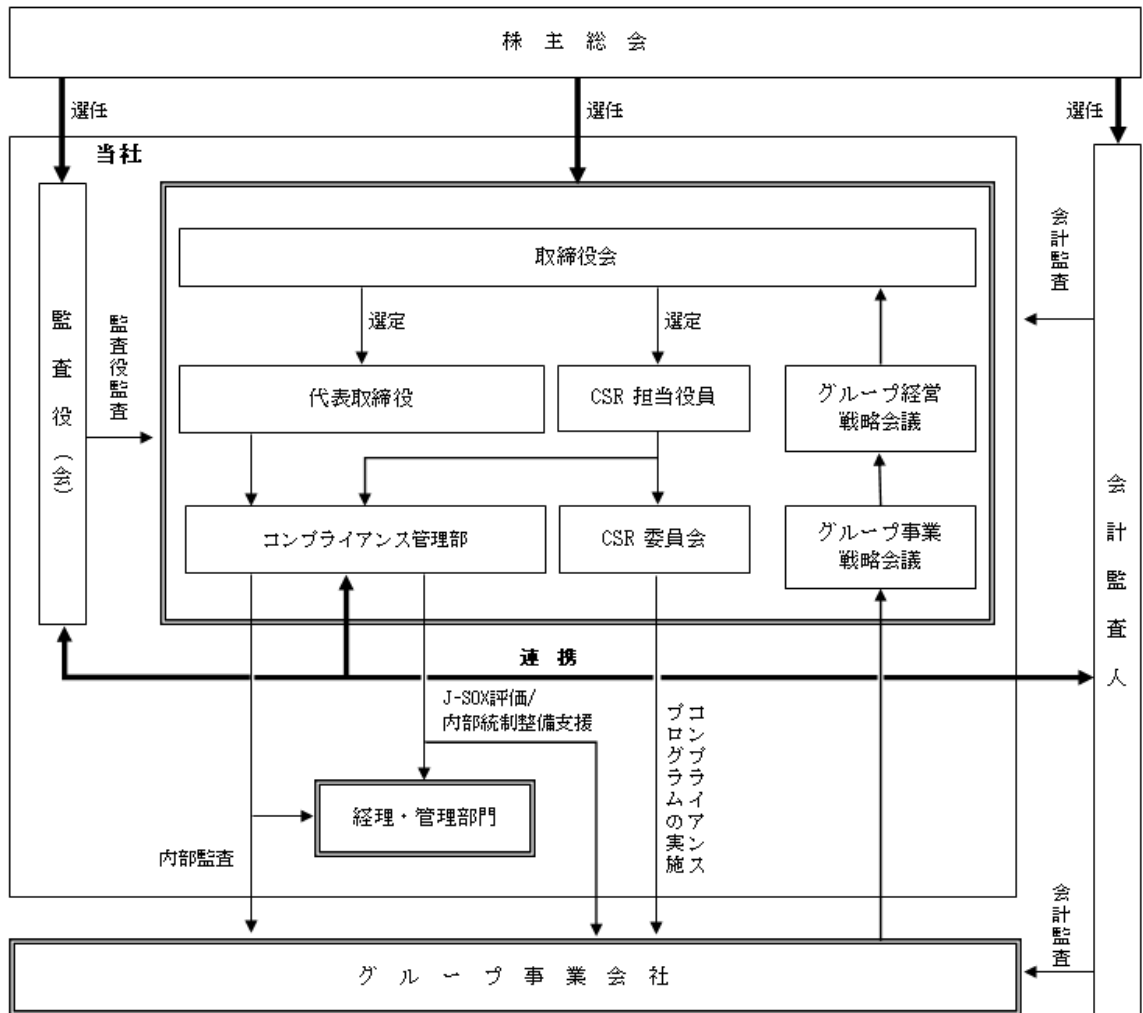 株主総会
選任
選任
選任
当社
取締役会
会計監査
監査役（会）
監査役監査
選定
選定
代表取締役
CSR 担当役員
グループ経営
戦略会議
コンプライアンス管理部
CSR 委員会
グループ事業
戦略会議
会計監査人
連携
J-SOX評価/
内部統制整備支援
コンプライアンス
プログラムの実施
経理・管理部門
内部監査
会計監査
グループ事業会社